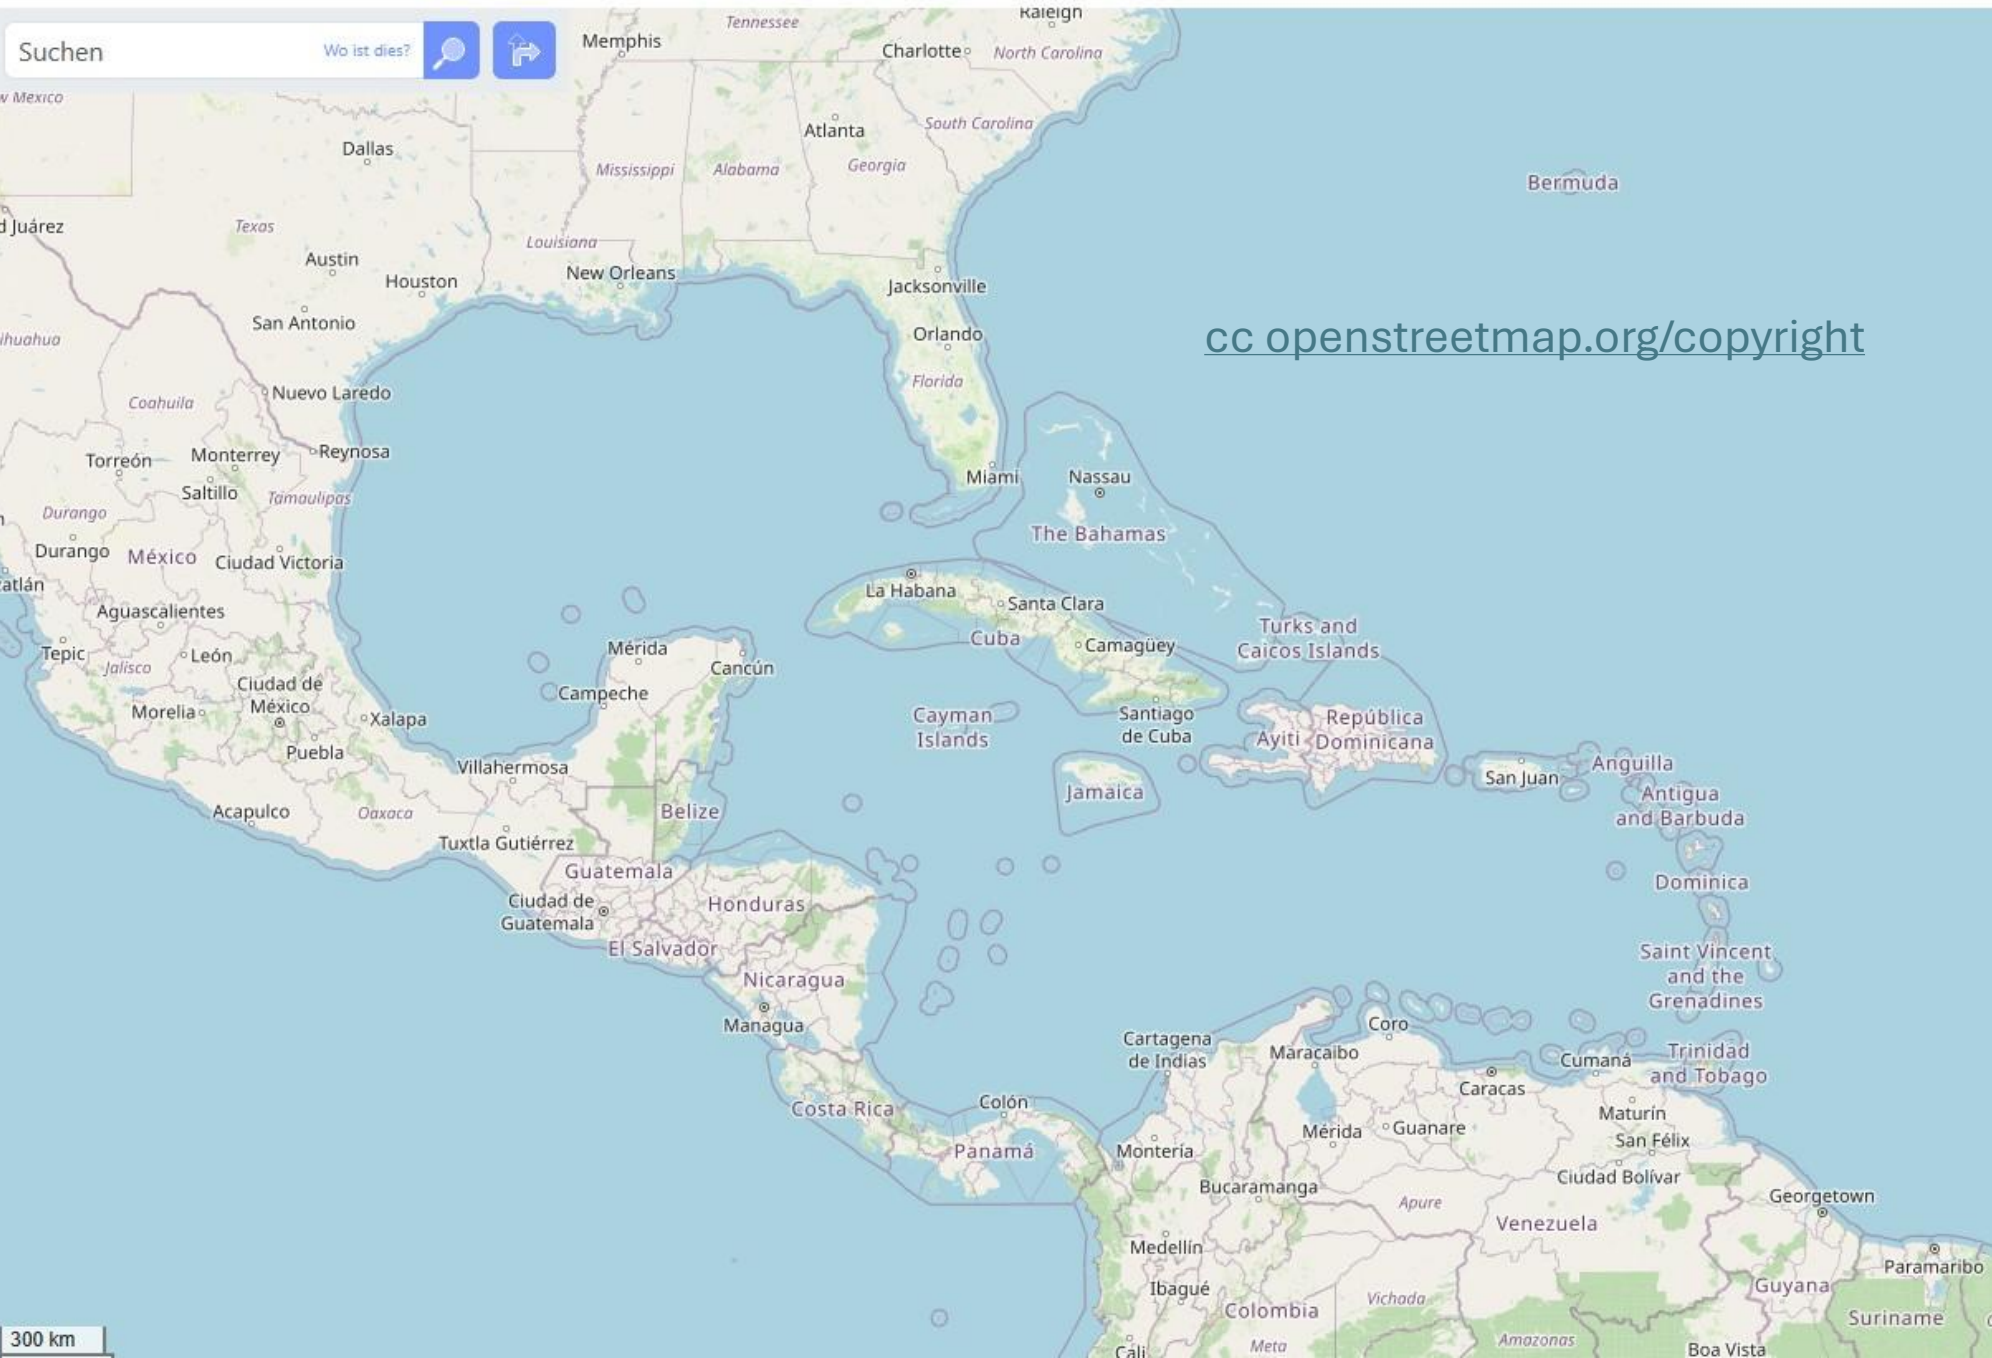 Raleigh
Tennessee
Suchen
Wo ist dies?
Memphis
Charlotte
North Carolina
w Mexico
South Carolina
Atlanta
Dallas
Mississippi
Alabama
Georgia
Bermuda
d Juárez
Texas
Louisiana
Austin
New Orleans
Houston
Jacksonville
San Antonio
Orlando
cc openstreetmap.org/copyright
ihuahua
Florida
Nuevo Laredo
Coahuila
Reynosa
Torreón
Monterrey
Miami
Nassau
Saltillo
Tamaulipas
Durango
The Bahamas
Durango
México
Ciudad Victoria
atlán
La Habana
Santa Clara
Aguascalientes
Turks and
Caicos Islands
Cuba
Camagüey
Tepic
Jalisco
León
Mérida
Cancún
Ciudad de
México
Campeche
Morelia
Xalapa
Cayman
Islands
Santiago
de Cuba
República
Dominicana
Ayiti
Puebla
Villahermosa
San Juan
Anguilla
Jamaica
Antigua
and Barbuda
Acapulco
Oaxaca
Belize
Tuxtla Gutiérrez
Guatemala
Dominica
Ciudad de
Guatemala
Honduras
El Salvador
Saint Vincent
and the
Grenadines
Nicaragua
Managua
Coro
Cartagena
de Indias
Maracaibo
Cumaná
Trinidad
and Tobago
Caracas
Costa Rica
Colón
Maturín
Mérida
Guanare
San Félix
Panamá
Montería
Ciudad Bolívar
Bucaramanga
Apure
Georgetown
Venezuela
Medellín
Paramaribo
Ibagué
Guyana
Colombia
Vichada
Suriname
300 km
Cali
Meta
Amazonas
Boa Vista